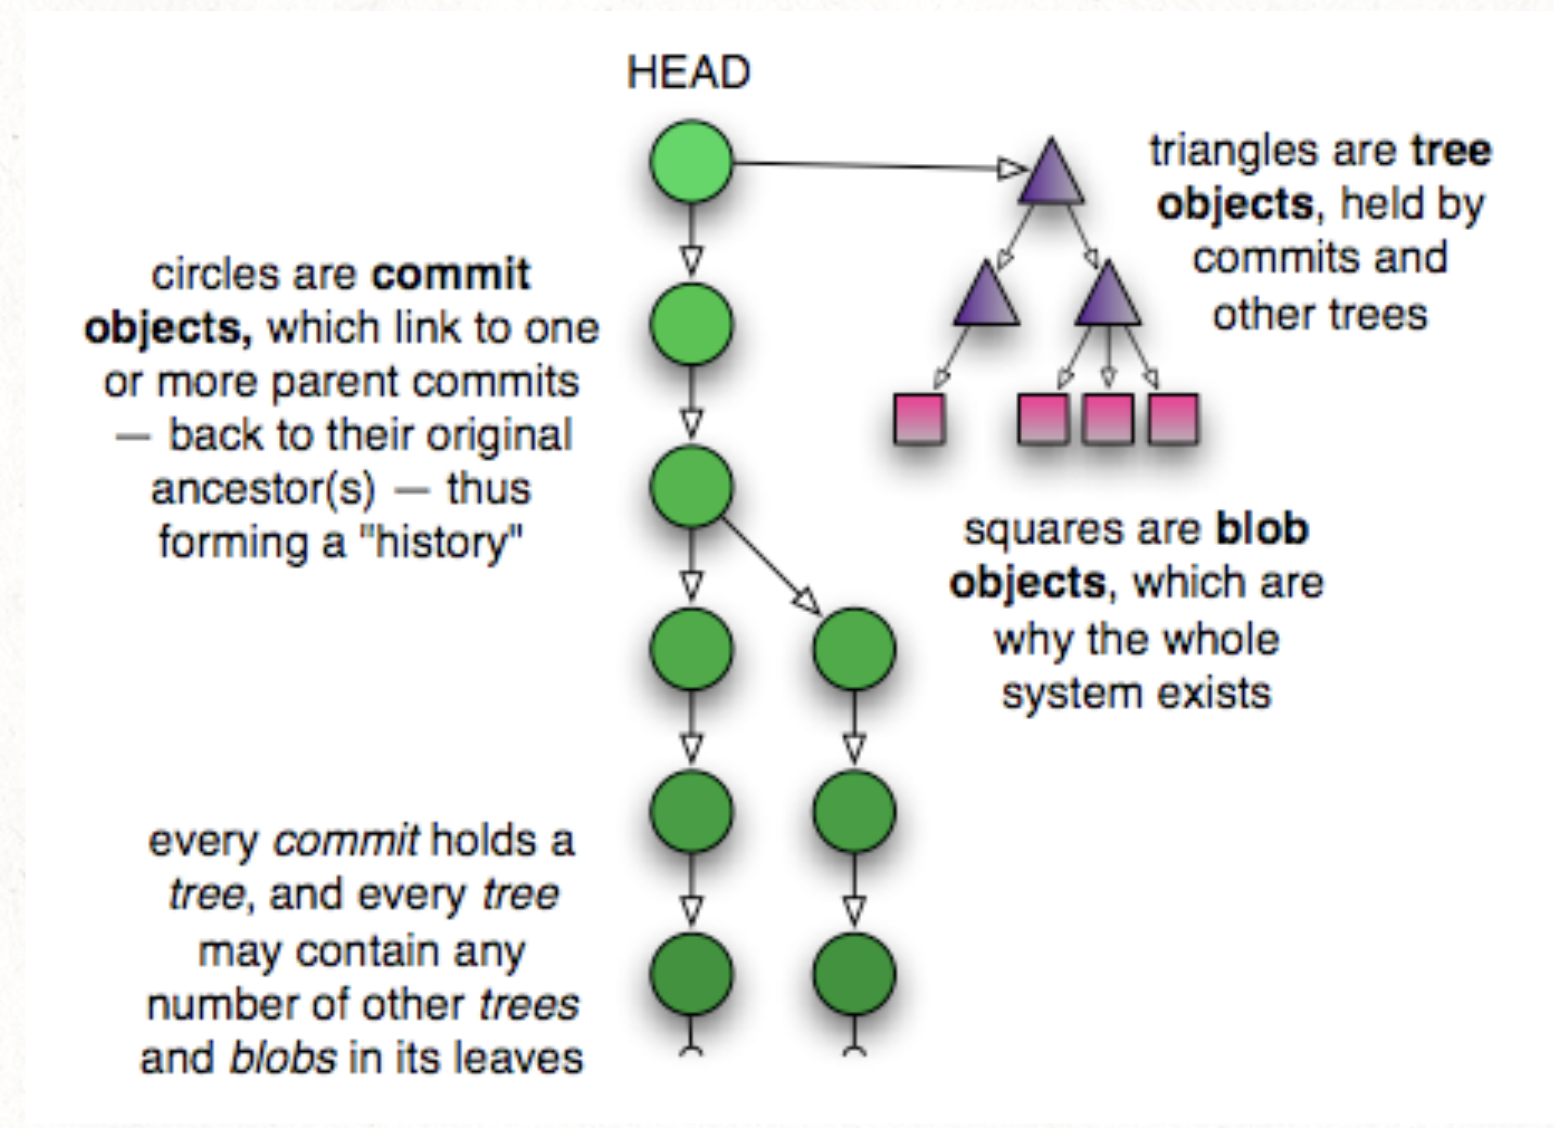 HEAD
triangles are tree
objects, held by
commits and
other trees
circles are commit
objects, which link to one
or more parent commits
— back to their original
ancestor(s) — thus
forming a "history"
squares are blob
objects, which are
why the whole
system exists
every commit holds a
tree, and every tree
may contain any
number of other trees
and blobs in its leaves